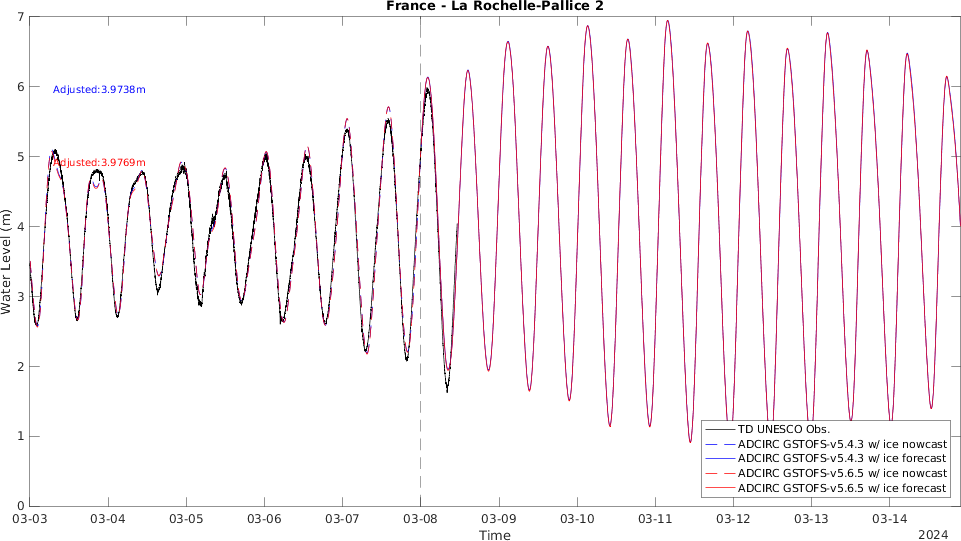 France - La Rochelle-Pallice 2
7
6
5
4
3
2
1
0
Water Level (m)
Adjusted:3.9738m
Adjusted:3.9769m
TD UNESCO Obs.
ADCIRC GSTOFS-v5.4.3 w/ ice nowcast
ADCIRC GSTOFS-v5.4.3 w/ ice forecast
ADCIRC GSTOFS-v5.6.5 w/ ice nowcast
ADCIRC GSTOFS-v5.6.5 w/ ice forecast
03-03 03-04 03-05 03-06 03-07 03-08 03-09 03-10 03-11 03-12 03-13 03-14
Time
2024